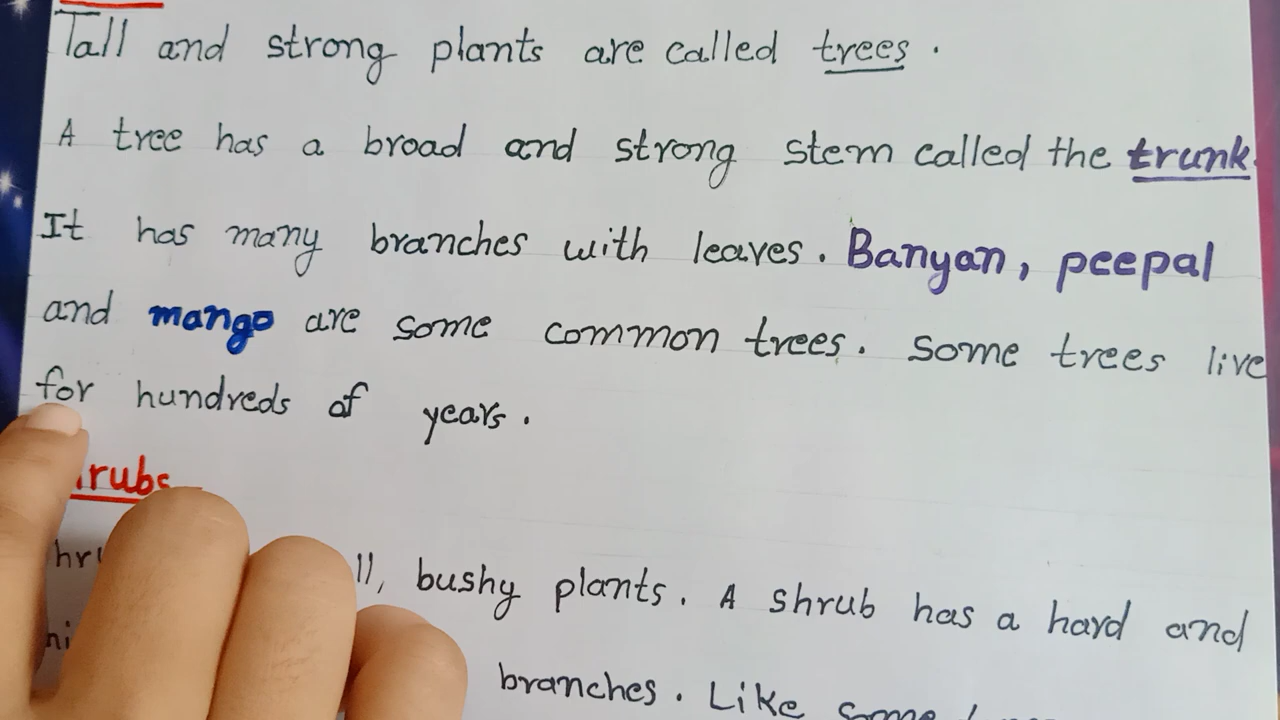 Tall and strong plants are called trees.
A tree has a broad and strong stem called the trunk.
It has many branches with leaves. Banyan, peepal
and mango are some common trees. Some trees live
for hundreds of years.
bushy plants. A shrub has a hard and
branches. Like some